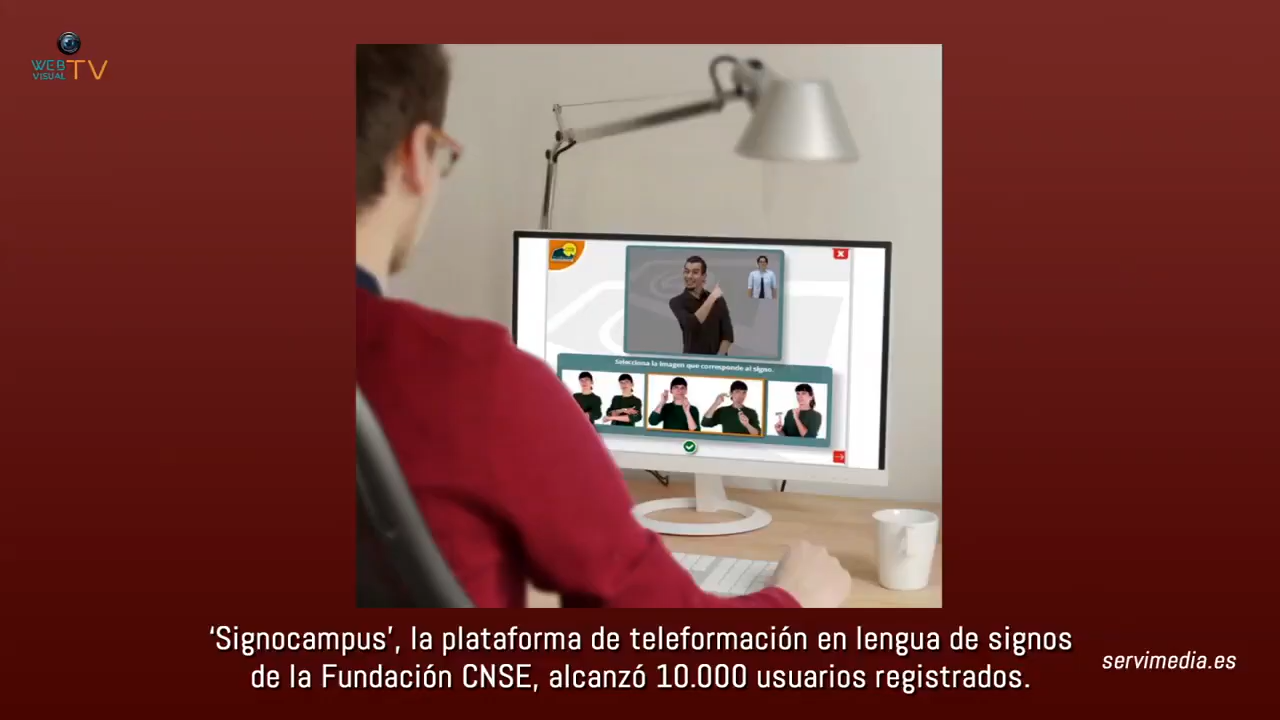 WEB
VISUAL TV
Selecciona la imagen que corresponde al signo.
‘Signocampus’, la plataforma de teleformación en lengua de signos
de la Fundación CNSE, alcanzó 10.000 usuarios registrados.
servimedia.es